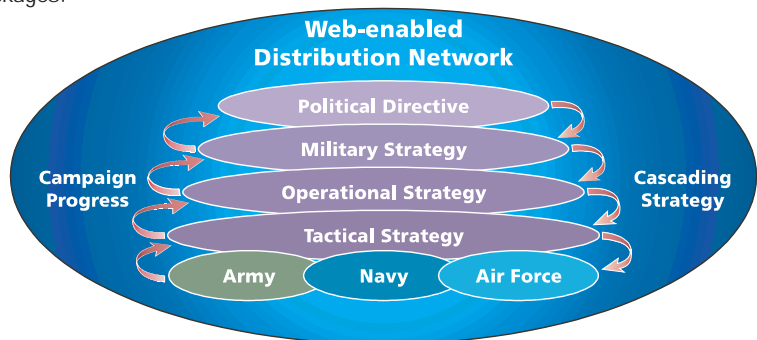 Web-enabled
Distribution Network
Political Directive
Military Strategy
Campaign
Progress
Operational Strategy
Cascading
Strategy
Tactical Strategy
Army
Navy
Air Force